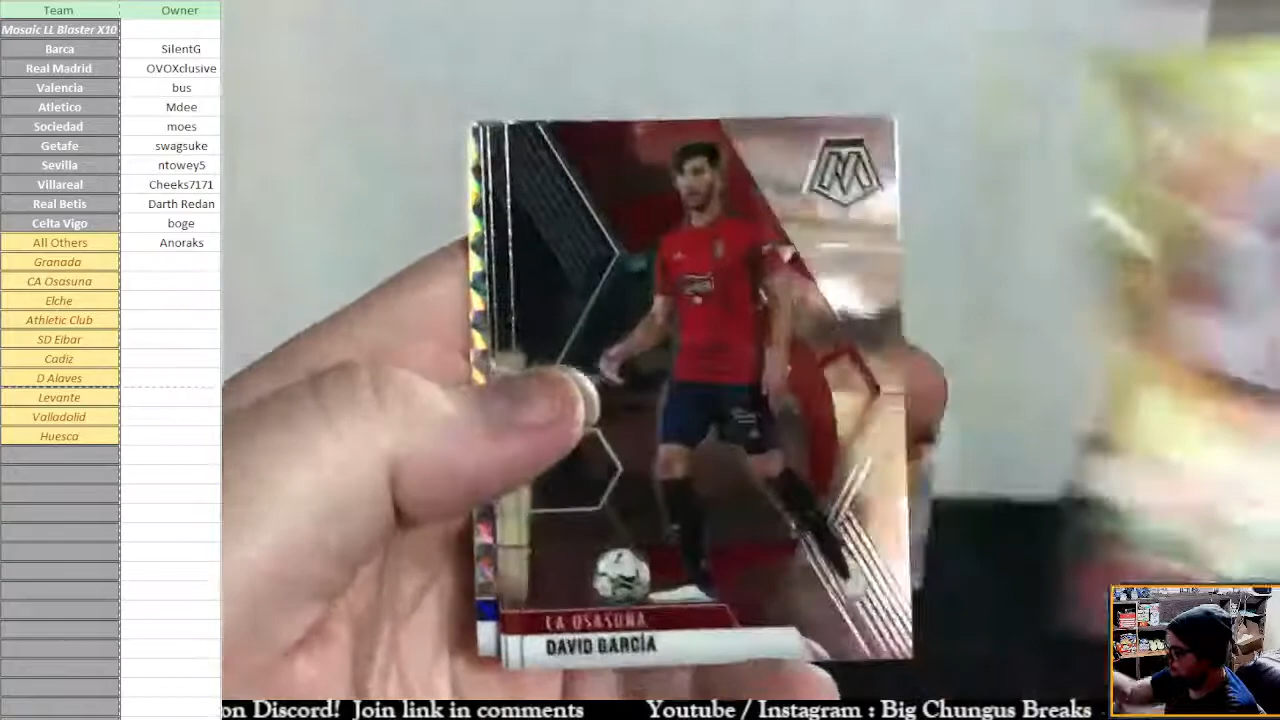 Team Owner
Mosaic LL Blaster X10
Barca SilentG
Real Madrid OVOXclusive
Valencia bus
Atletico Mdee
Sociedad moes
Getafe swagsuke
Sevilla ntowey5
Villareal Cheeks7171
Real Betis Darth Redan
Celta Vigo boge
All Others Anoraks
Granada
CA Osasuna
Elche
Athletic Club
SD Eibar
Cadiz
D Alaves
Levante
Valladolid
Huesca
M
CA OSASUNA
DAVID GARCÍA
on Discord! Join link in comments Youtube / Instagram : Big Chungus Breaks